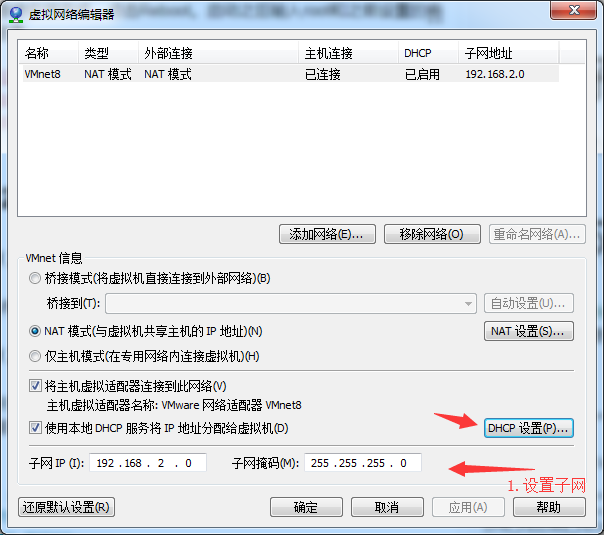 虚拟网络编辑器
名称 类型 外部连接 主机连接 DHCP 子网地址
VMnet8 NAT 模式 NAT 模式 已连接 已启用 192.168.2.0
添加网络(E)... 移除网络(O) 重命名网络(A)...
VMnet 信息
桥接模式(将虚拟机直接连接到外部网络)(B)
桥接到(T): 自动设置(U)...
NAT 模式(与虚拟机共享主机的 IP 地址)(N) NAT 设置(S)...
仅主机模式(在专用网络内连接虚拟机)(H)
将主机虚拟适配器连接到此网络(V)
主机虚拟适配器名称: VMware 网络适配器 VMnet8
使用本地 DHCP 服务将 IP 地址分配给虚拟机(D) DHCP 设置(P)...
子网 IP (I): 192 .168 . 2 . 0 子网掩码(M): 255 .255 .255 . 0
1. 设置子网
还原默认设置(R) 确定 取消 应用(A) 帮助